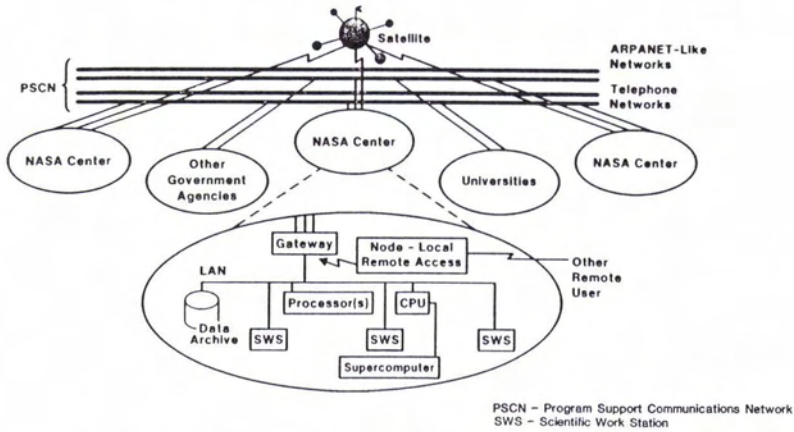 Satellite
ARPANET-Like
Networks
PSCN
Telephone
Networks
NASA Center
Other
Government
Agencies
NASA Center
Universities
NASA Center
Gateway
Node - Local
Remote Access
Other
Remote
User
LAN
Processor(s)
CPU
Data
Archive
SWS
SWS
SWS
Supercomputer
PSCN - Program Support Communications Network
SWS - Scientific Work Station